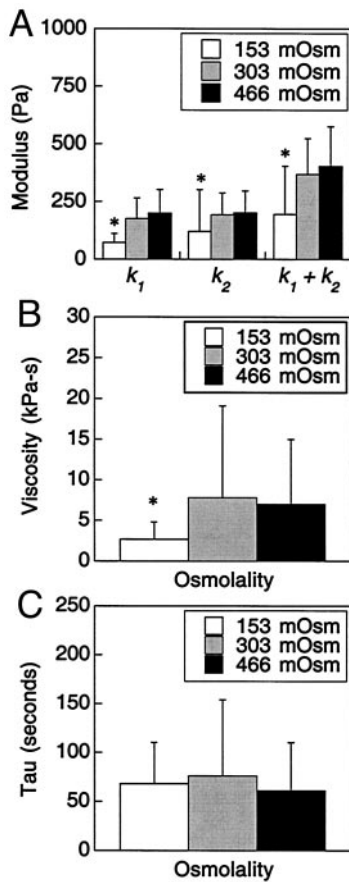 A
1000
750
500
250
0
Modulus (Pa)
153 mOsm
303 mOsm
466 mOsm
*
*
*
k1
k2
k1 + k2
B
30
25
20
15
10
5
0
Viscosity (kPa-s)
153 mOsm
303 mOsm
466 mOsm
*
Osmolality
C
250
200
150
100
50
0
Tau (seconds)
153 mOsm
303 mOsm
466 mOsm
Osmolality